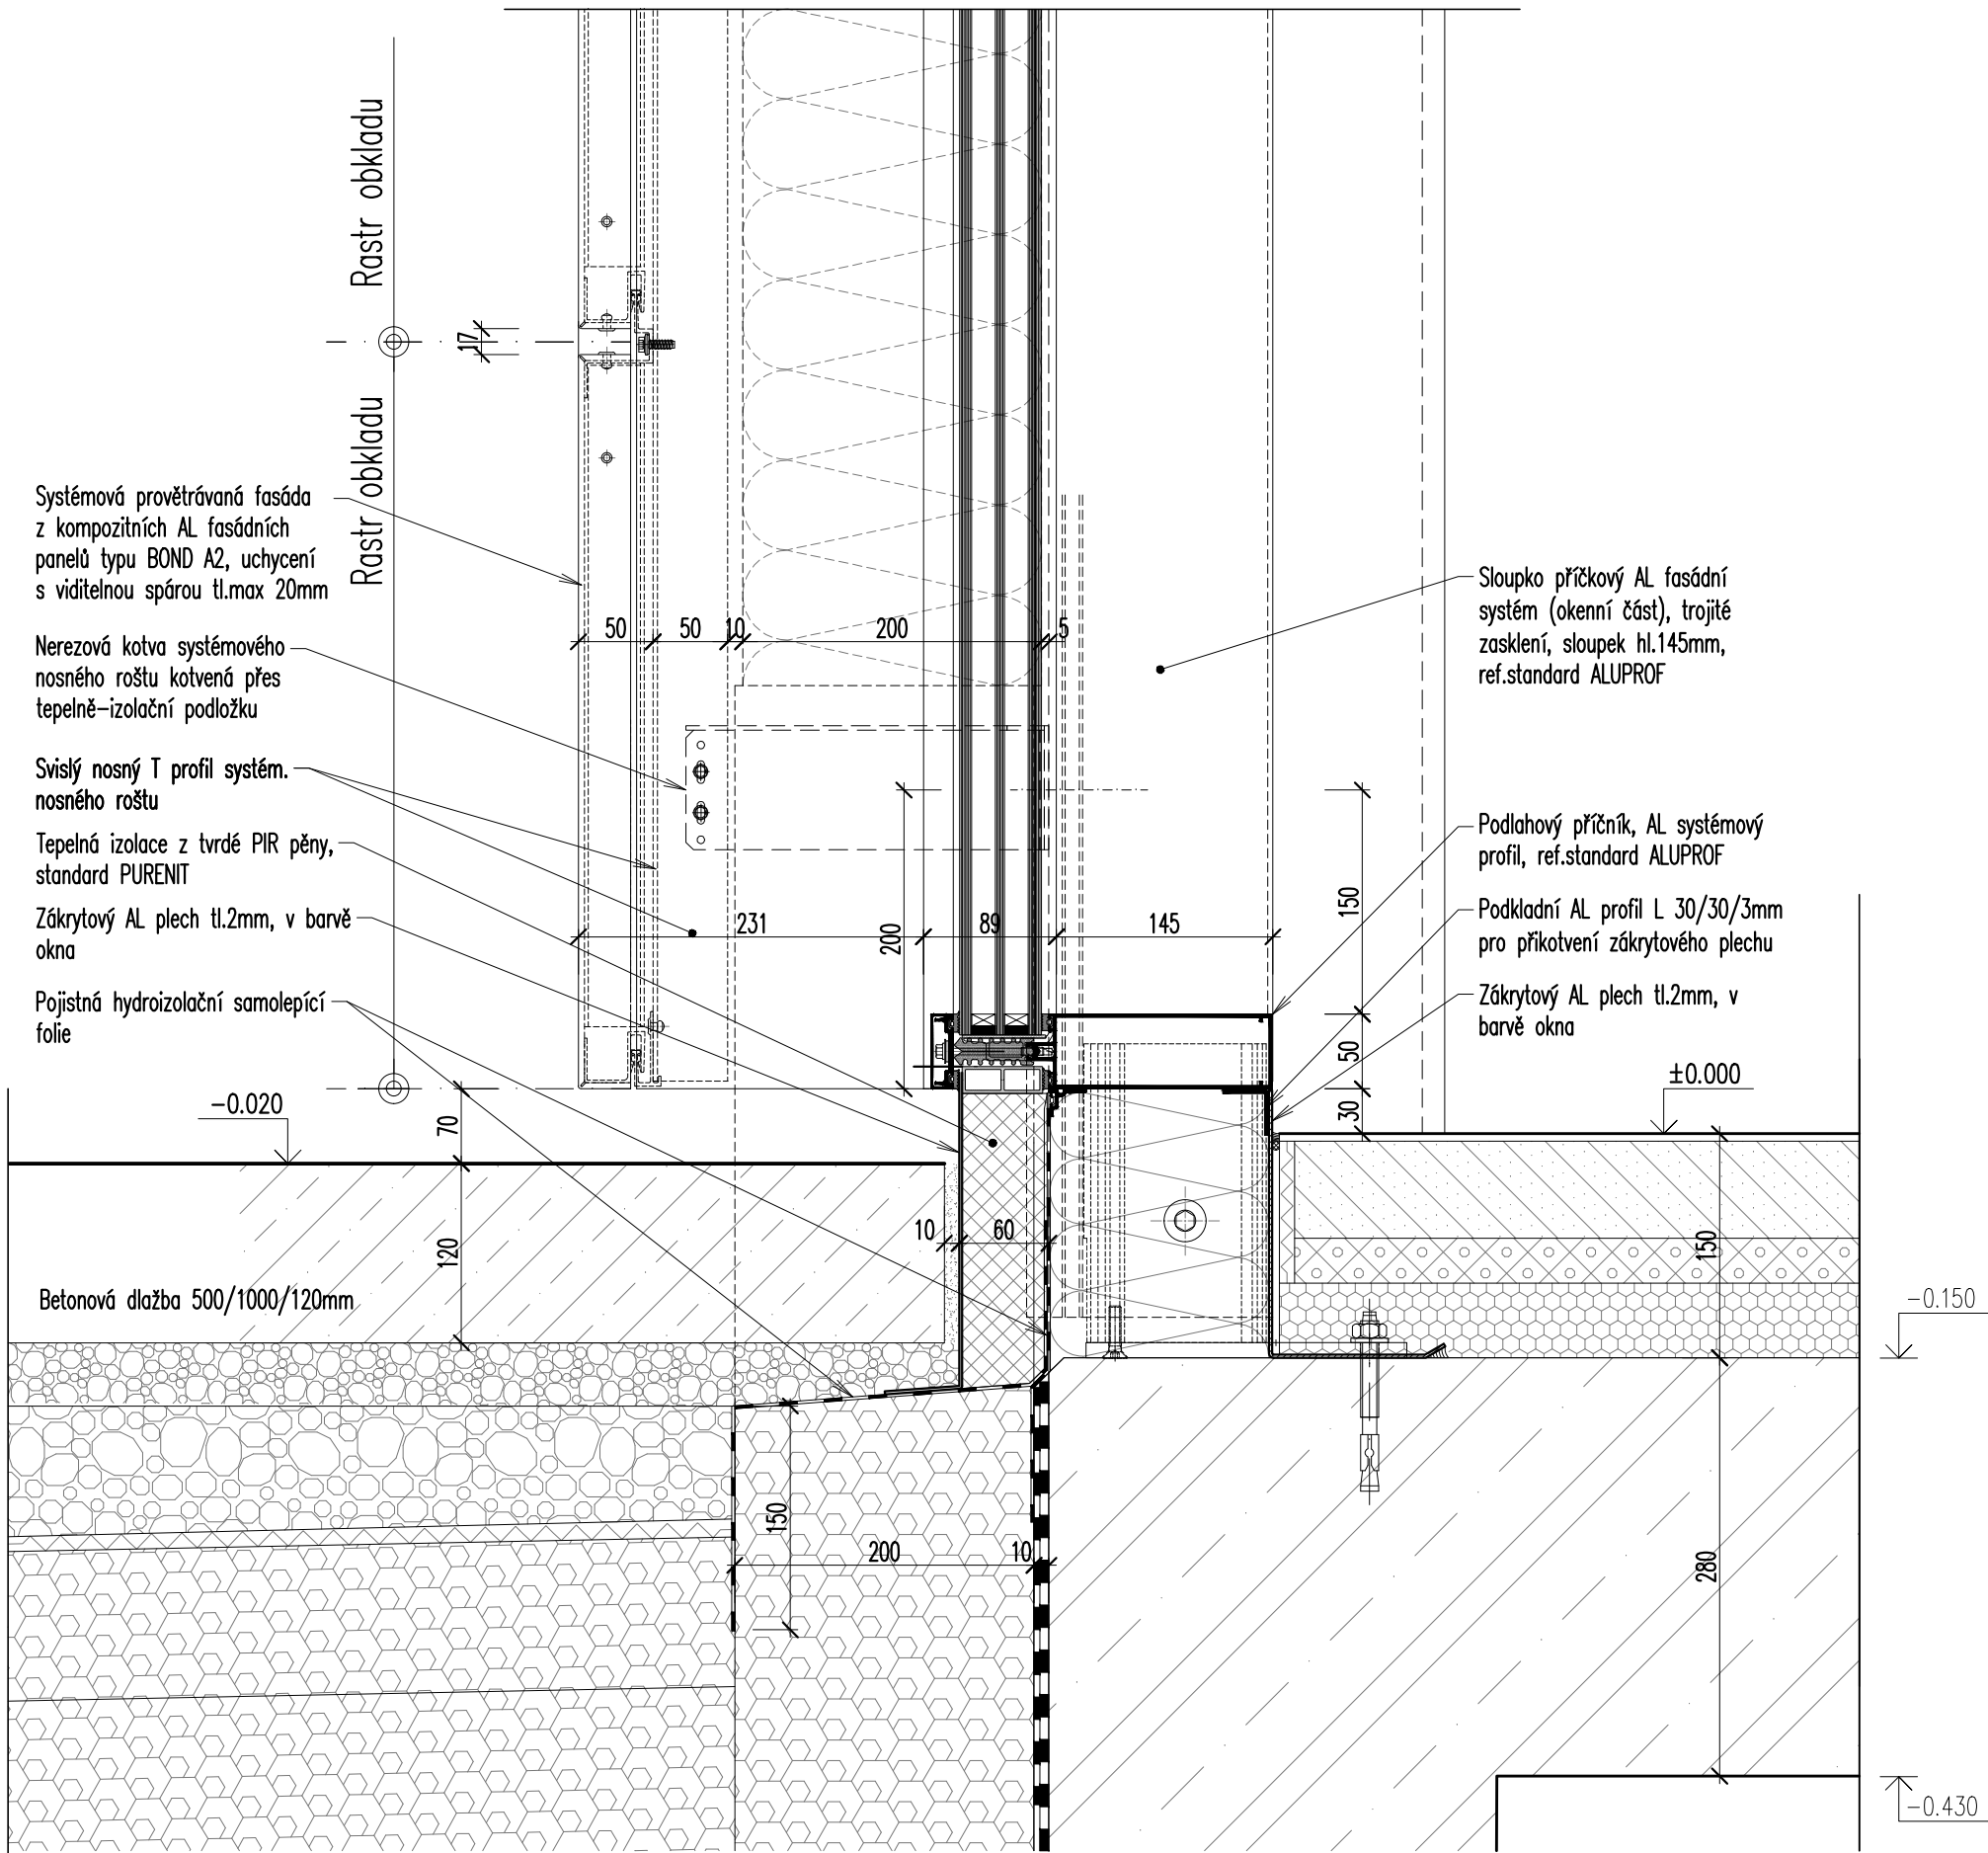 Rastr obkladu
Rastr obkladu
17
Systémová provětrávaná fasáda
z kompozitních AL fasádních
panelů typu BOND A2, uchycení
s viditelnou spárou tl.max 20mm
Nerezová kotva systémového
nosného roštu kotvená přes
tepelně-izolační podložku
Svislý nosný T profil systém.
nosného roštu
Tepelná izolace z tvrdé PIR pěny,
standard PURENIT
Zákrytový AL plech tl.2mm, v barvě
okna
Pojistná hydroizolační samolepící
folie
50
50
10
200
5
Sloupko příčkový AL fasádní
systém (okenní část), trojité
zasklení, sloupek hl.145mm,
ref.standard ALUPROF
Podlahový příčník, AL systémový
profil, ref.standard ALUPROF
Podkladní AL profil L 30/30/3mm
pro přikotvení zákrytového plechu
Zákrytový AL plech tl.2mm, v
barvě okna
231
200
89
145
150
50
30
±0.000
-0.020
70
120
10
60
Betonová dlažba 500/1000/120mm
150
-0.150
150
200
10
280
-0.430